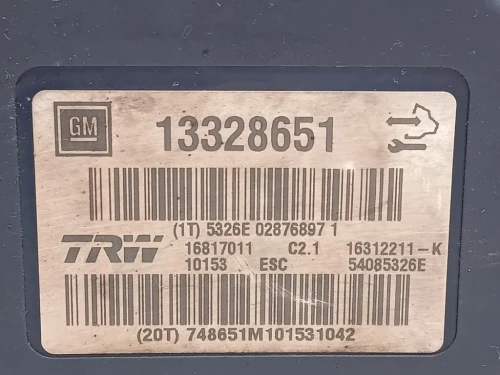 GM 13328651
(1T) 5326E 02876897 1
TRW 16817011 C2.1 16312211-K
10153 ESC 54085326E
(20T) 748651M101531042